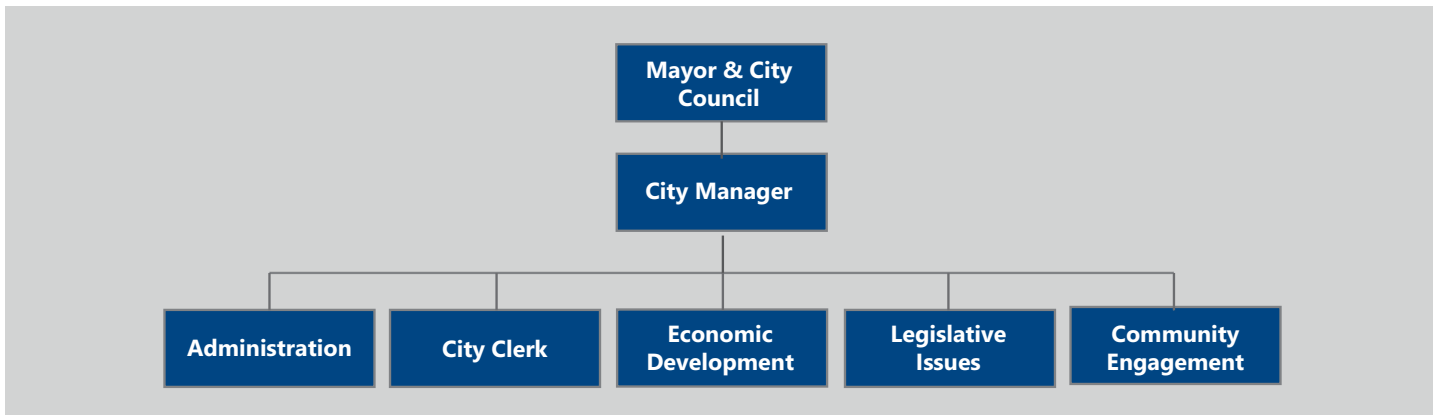 Mayor & City
Council
City Manager
Administration
City Clerk
Economic
Development
Legislative
Issues
Community
Engagement